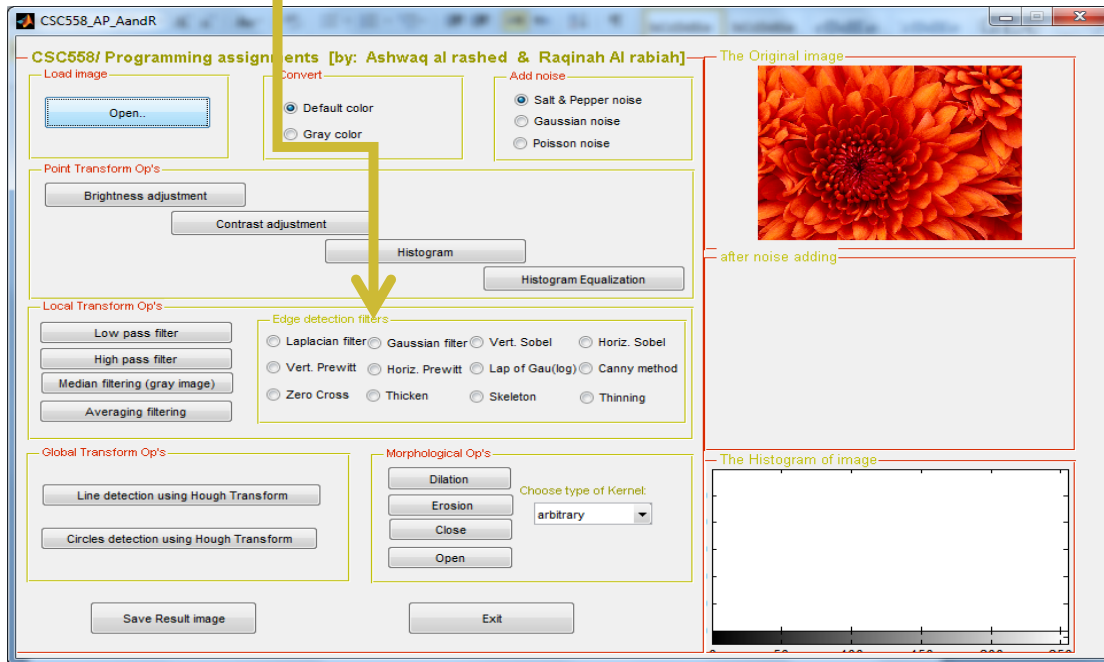 CSC558_AP_AandR
CSC558/ Programming assignments [by: Ashwaq al rashed & Raqinah Al rabiah]
Load image
Open..
Convert
Default color
Gray color
Add noise
Salt & Pepper noise
Gaussian noise
Poisson noise
Point Transform Op's
Brightness adjustment
Contrast adjustment
Histogram
Histogram Equalization
Local Transform Op's
Low pass filter
High pass filter
Median filtering (gray image)
Averaging filtering
Edge detection filters
Laplacian filter Gaussian filter Vert. Sobel Horiz. Sobel
Vert. Prewitt Horiz. Prewitt Lap of Gau(log) Canny method
Zero Cross Thicken Skeleton Thinning
Global Transform Op's
Line detection using Hough Transform
Circles detection using Hough Transform
Morphological Op's
Dilation
Erosion
Close
Open
Choose type of Kernel:
arbitrary
Save Result image
Exit
The Original image
after noise adding
The Histogram of image
0 50 100 150 200 250